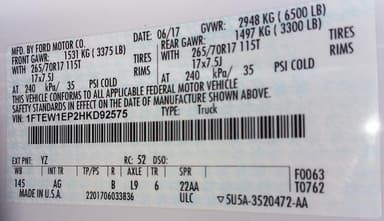 MFD. BY FORD MOTOR CO.
06/17 GVWR: 2948 KG (6500 LB)
FRONT GAWR: 1531 KG (3375 LB)
REAR GAWR: 1497 KG (3300 LB)
WITH
265/70R17 115T TIRES
17x7.5J RIMS
AT 240 kPa/ 35 PSI COLD
WITH
265/70R17 115T TIRES
17x7.5J RIMS
AT 240 kPa/ 35 PSI COLD
THIS VEHICLE CONFORMS TO ALL APPLICABLE FEDERAL MOTOR VEHICLE
SAFETY STANDARDS IN EFFECT ON THE DATE OF MANUFACTURE SHOWN ABOVE.
VIN: 1FTEW1EP2HKD92575
TYPE: Truck
EXT PNT: YZ RC: 52 DSO:
F0063
T0762
WB TP/PS R AXLE TR SPR
145 AG B L9 6 22AA
MADE IN U.S.A. 2201706033836 ULC
5U5A-3520472-AA